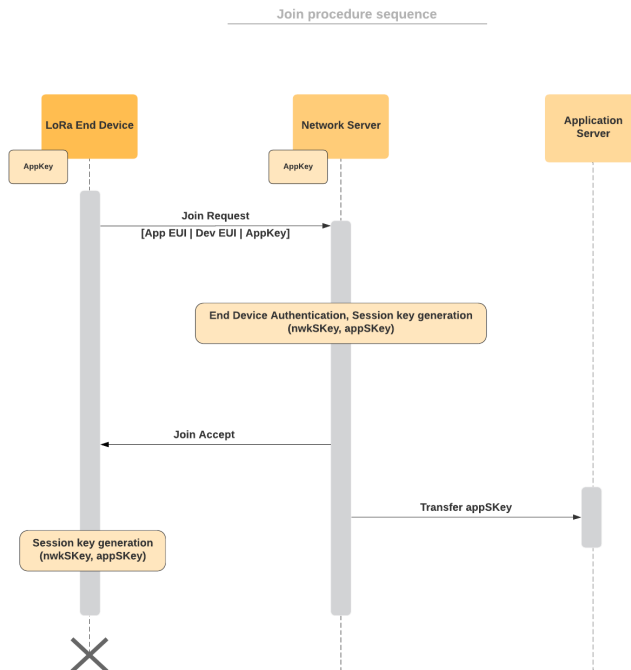 Join procedure sequence
LoRa End Device
Network Server
Application
Server
AppKey
AppKey
Join Request
[App EUI | Dev EUI | AppKey]
End Device Authentication, Session key generation
(nwkSKey, appSKey)
Join Accept
Transfer appSKey
Session key generation
(nwkSKey, appSKey)